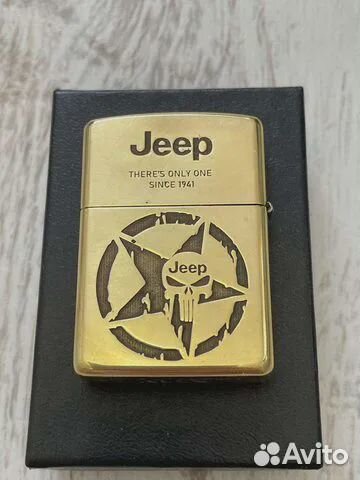 Jeep
THERE'S ONLY ONE
SINCE 1941
Jeep
Avito